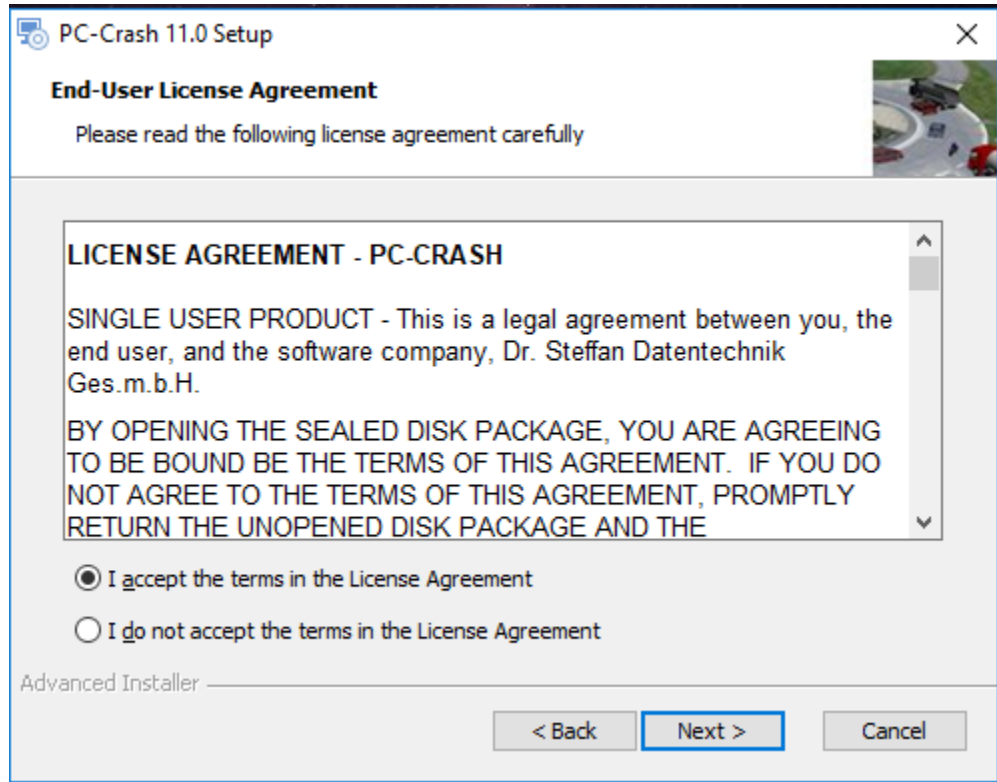 PC-Crash 11.0 Setup
End-User License Agreement
Please read the following license agreement carefully
LICENSE AGREEMENT - PC-CRASH
SINGLE USER PRODUCT - This is a legal agreement between you, the
end user, and the software company, Dr. Steffan Datentechnik
Ges.m.b.H.
BY OPENING THE SEALED DISK PACKAGE, YOU ARE AGREEING
TO BE BOUND BE THE TERMS OF THIS AGREEMENT.  IF YOU DO
NOT AGREE TO THE TERMS OF THIS AGREEMENT, PROMPTLY
RETURN THE UNOPENED DISK PACKAGE AND THE
I accept the terms in the License Agreement
I do not accept the terms in the License Agreement
Advanced Installer
< Back Next > Cancel